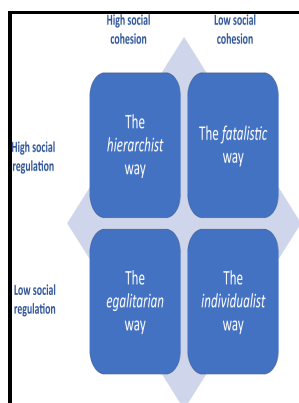 High social
cohesion
Low social
cohesion
High social
regulation
The
hierarchist
way
The fatalistic
way
Low social
regulation
The
egalitarian
way
The
individualist
way